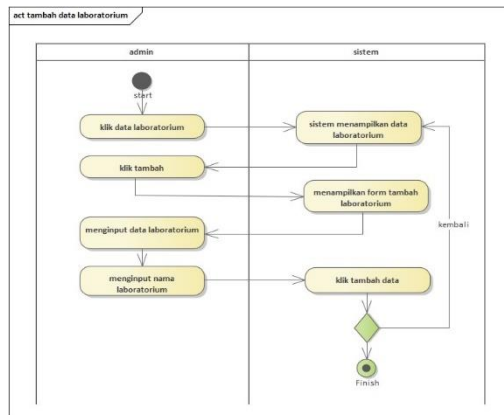 act tambah data laboratorium
admin
sistem
start
klik data laboratorium
sistem menampilkan data
laboratorium
klik tambah
menampilkan form tambah
laboratorium
menginput data laboratorium
kembali
menginput nama
laboratorium
klik tambah data
Finish